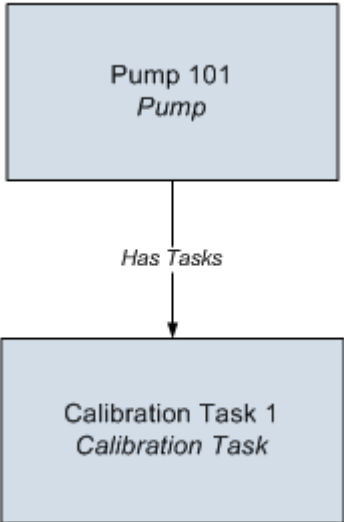 Pump 101
Pump
Has Tasks
Calibration Task 1
Calibration Task